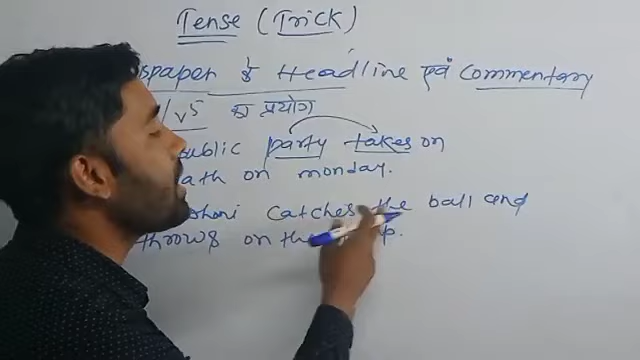 Tense (Trick)
spaper के Headline एवं Commentary
/v5 का प्रयोग
ublic party takes on
ath on monday.
catches the ball and
throws on the